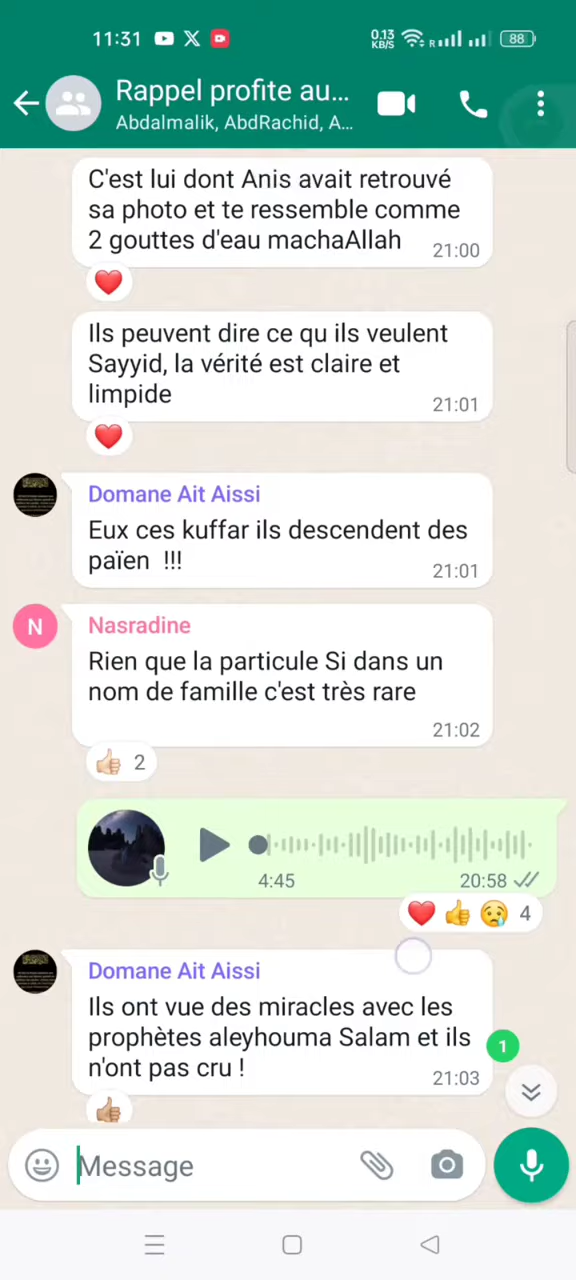 11:31
0.13
KB/S
R
88
Rappel profite au...
Abdalmalik, AbdRachid, A...
C'est lui dont Anis avait retrouvé
sa photo et te ressemble comme
2 gouttes d'eau machaAllah
21:00
Ils peuvent dire ce qu ils veulent
Sayyid, la vérité est claire et
limpide
21:01
Domane Ait Aissi
Eux ces kuffar ils descendent des
païen !!!
21:01
N
Nasradine
Rien que la particule Si dans un
nom de famille c'est très rare
21:02
2
4:45
20:58
4
Domane Ait Aissi
Ils ont vue des miracles avec les
prophètes aleyhouma Salam et ils
n'ont pas cru !
21:03
1
Message